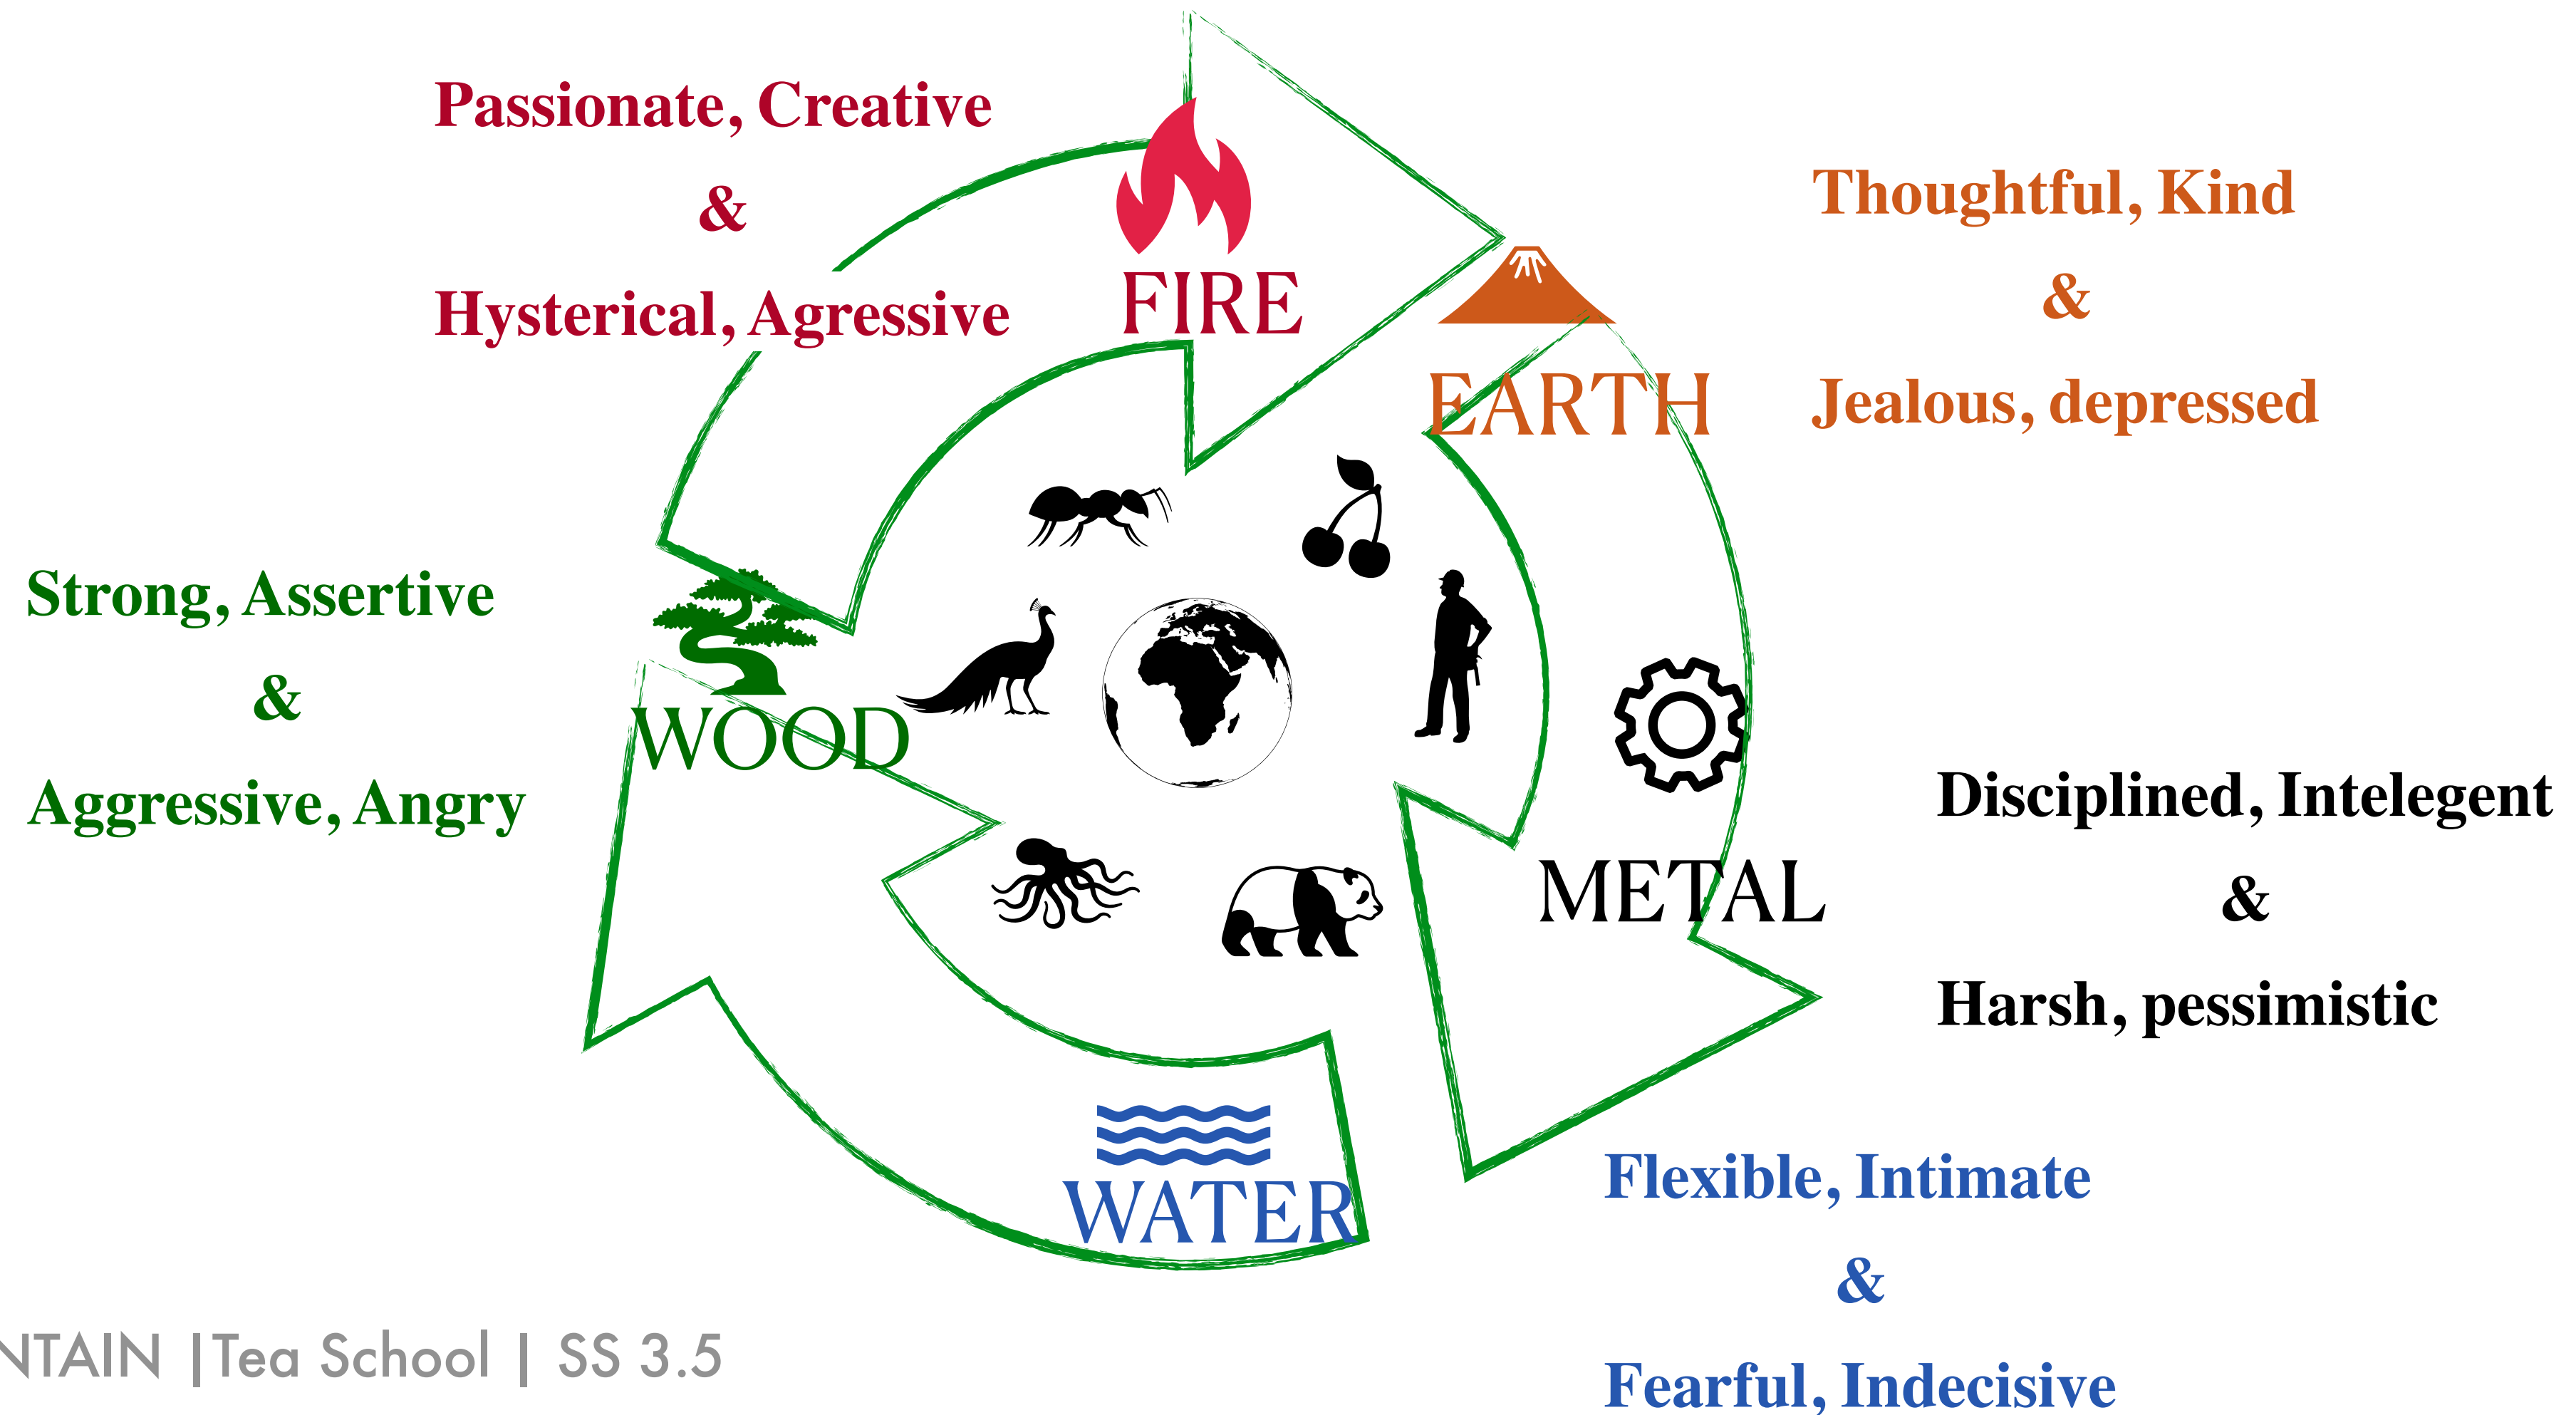 Passionate, Creative
&
Hysterical, Agressive
FIRE
Thoughtful, Kind
&
Jealous, depressed
EARTH
Strong, Assertive
&
Aggressive, Angry
WOOD
Disciplined, Intelegent
&
Harsh, pessimistic
METAL
Flexible, Intimate
&
Fearful, Indecisive
WATER
NTAIN | Tea School | SS 3.5